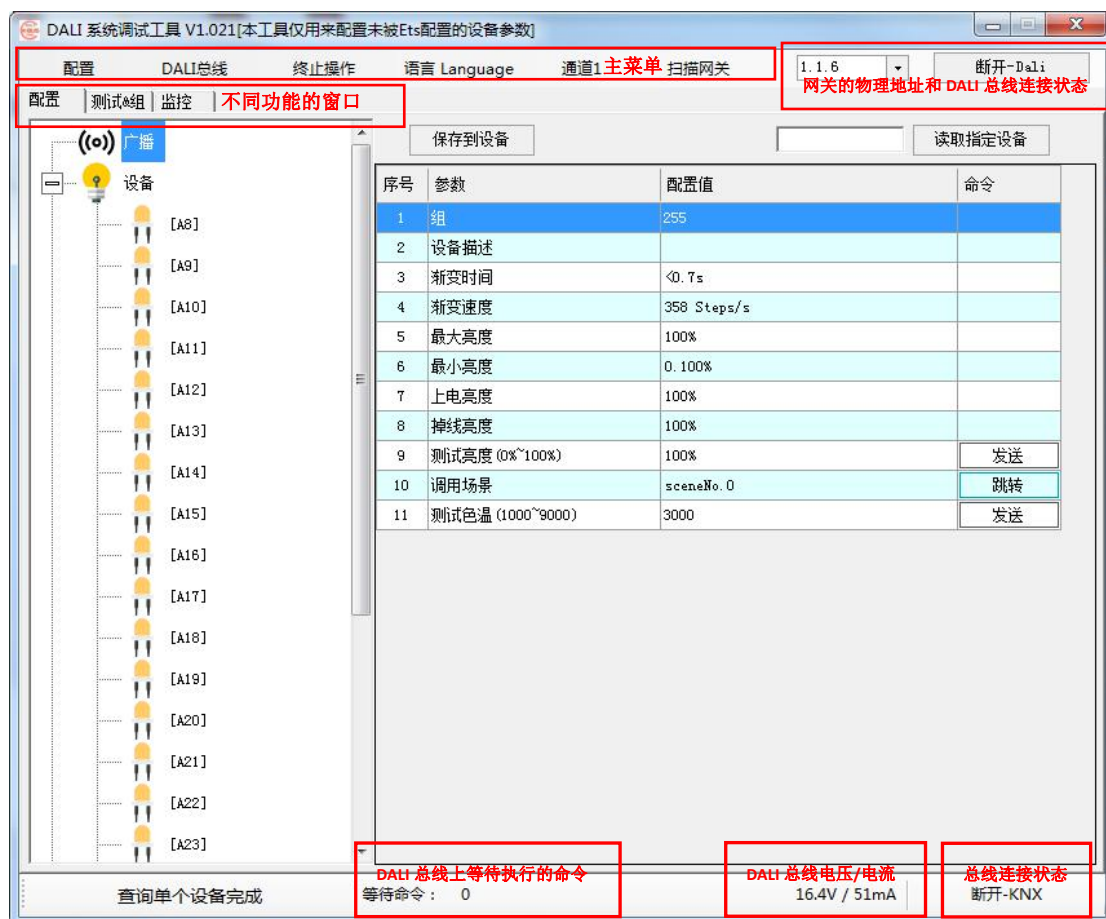 DALI 系统调试工具 V1.021[本工具仅用来配置未被Ets配置的设备参数]
配置 DALI总线 终止操作 语言 Language 通道1 主菜单 扫描网关 1.1.6 断开-Dali
网关的物理地址和 DALI 总线连接状态
配置 测试&组 监控 不同功能的窗口
广播 保存到设备 读取指定设备
设备
序号 参数 配置值 命令
1 组 255
2 设备描述
3 渐变时间 <0.7s
4 渐变速度 358 Steps/s
5 最大亮度 100%
6 最小亮度 0.100%
7 上电亮度 100%
8 掉线亮度 100%
9 测试亮度(0%~100%) 100% 发送
10 调用场景 sceneNo.0 跳转
11 测试色温(1000~9000) 3000 发送
[A8]
[A9]
[A10]
[A11]
[A12]
[A13]
[A14]
[A15]
[A16]
[A17]
[A18]
[A19]
[A20]
[A21]
[A22]
[A23]
DALI 总线上等待执行的命令 DALI 总线电压/电流 总线连接状态
查询单个设备完成 等待命令： 0 16.4V / 51mA 断开-KNX